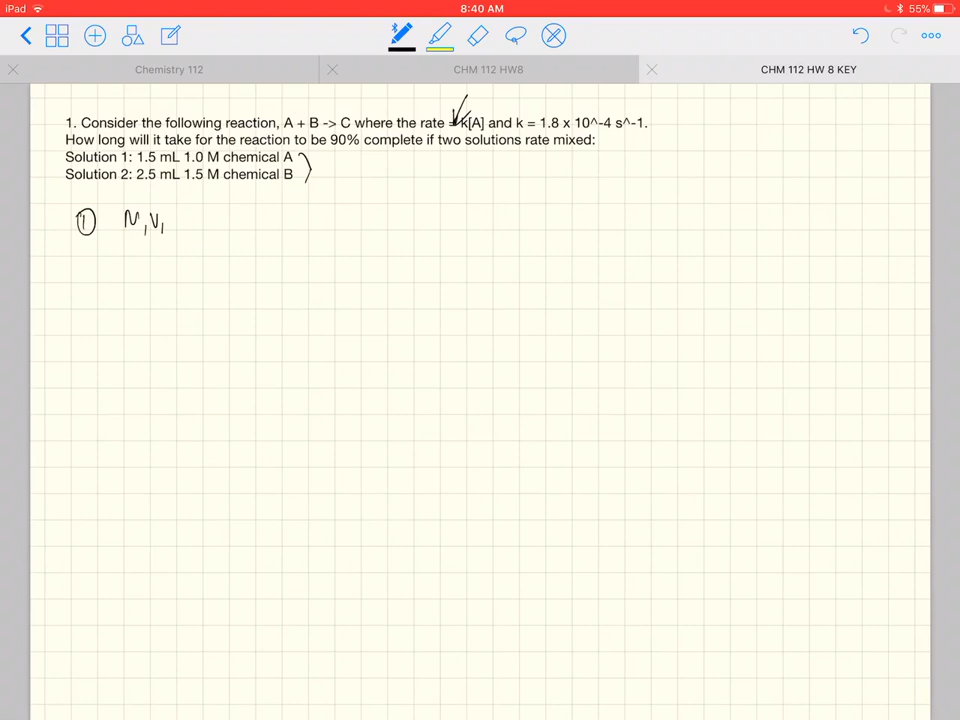 iPad 8:40 AM 55%
Chemistry 112 CHM 112 HW8 CHM 112 HW 8 KEY
1. Consider the following reaction, A + B -> C where the rate = k[A] and k = 1.8 x 10^-4 s^-1.
How long will it take for the reaction to be 90% complete if two solutions rate mixed:
Solution 1: 1.5 mL 1.0 M chemical A
Solution 2: 2.5 mL 1.5 M chemical B
① M₁V₁